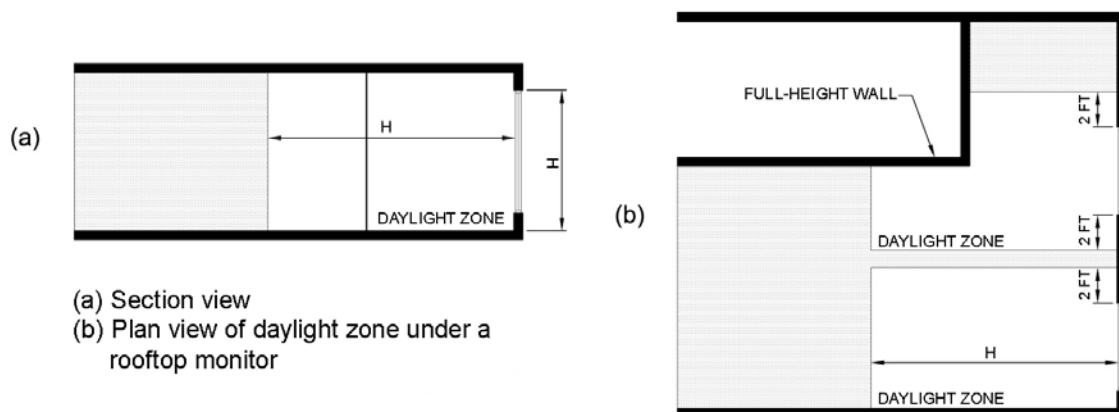 (a)
H
H
DAYLIGHT ZONE
(a) Section view
(b) Plan view of daylight zone under a
rooftop monitor
(b)
FULL-HEIGHT WALL
2 FT
DAYLIGHT ZONE
2 FT
2 FT
H
DAYLIGHT ZONE